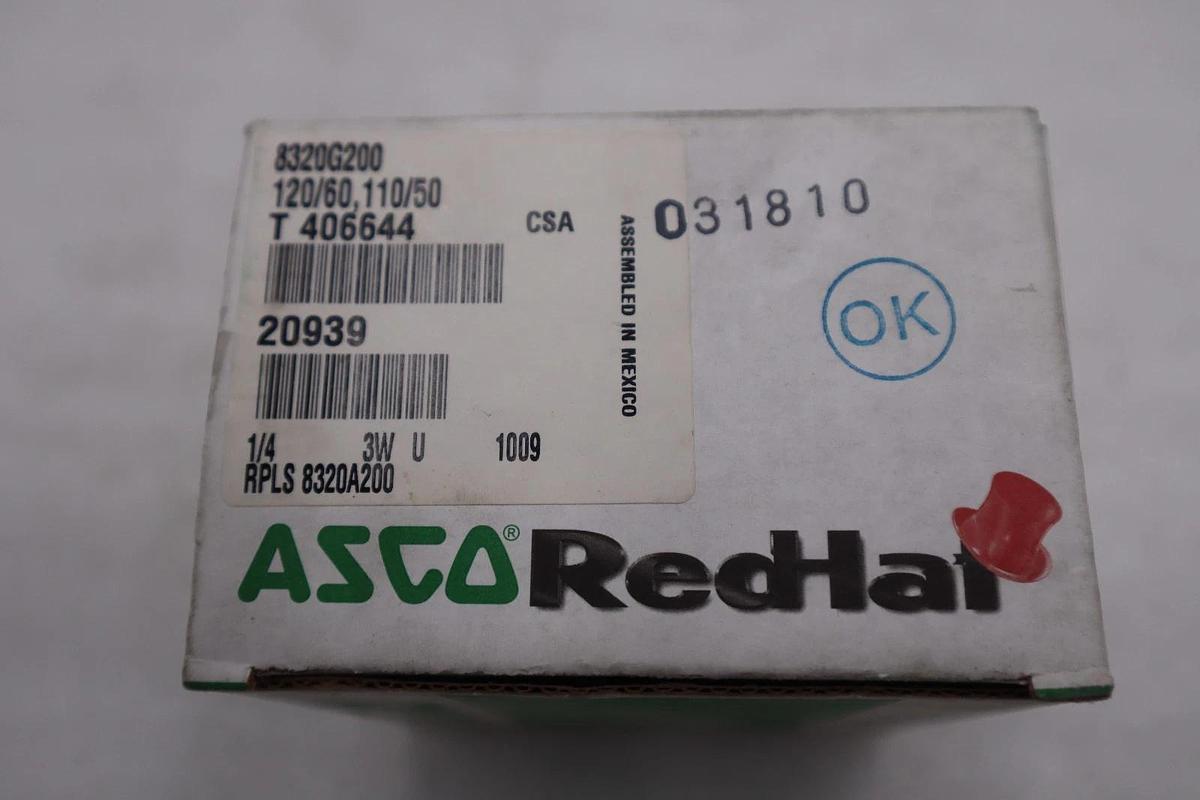 8320G200
120/60,110/50
T 406644
CSA
20939
1/4 3W U 1009
RPLS 8320A200
ASSEMBLED IN MEXICO
031810
OK
ASCO® RedHat